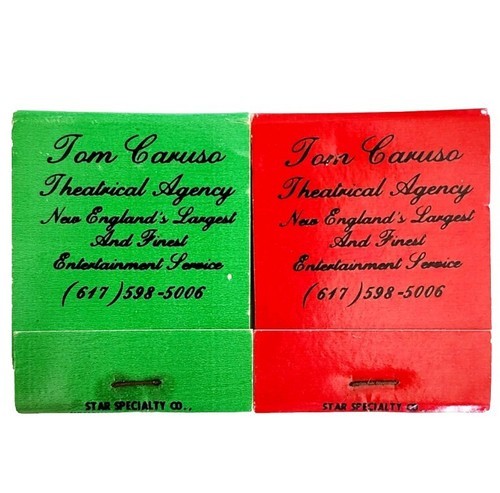 Tom Caruso
Theatrical Agency
New England's Largest
And Finest
Entertainment Service
(617) 598-5006
STAR SPECIALTY CO.,
Tom Caruso
Theatrical Agency
New England's Largest
And Finest
Entertainment Service
(617) 598-5006
STAR SPECIALTY CO